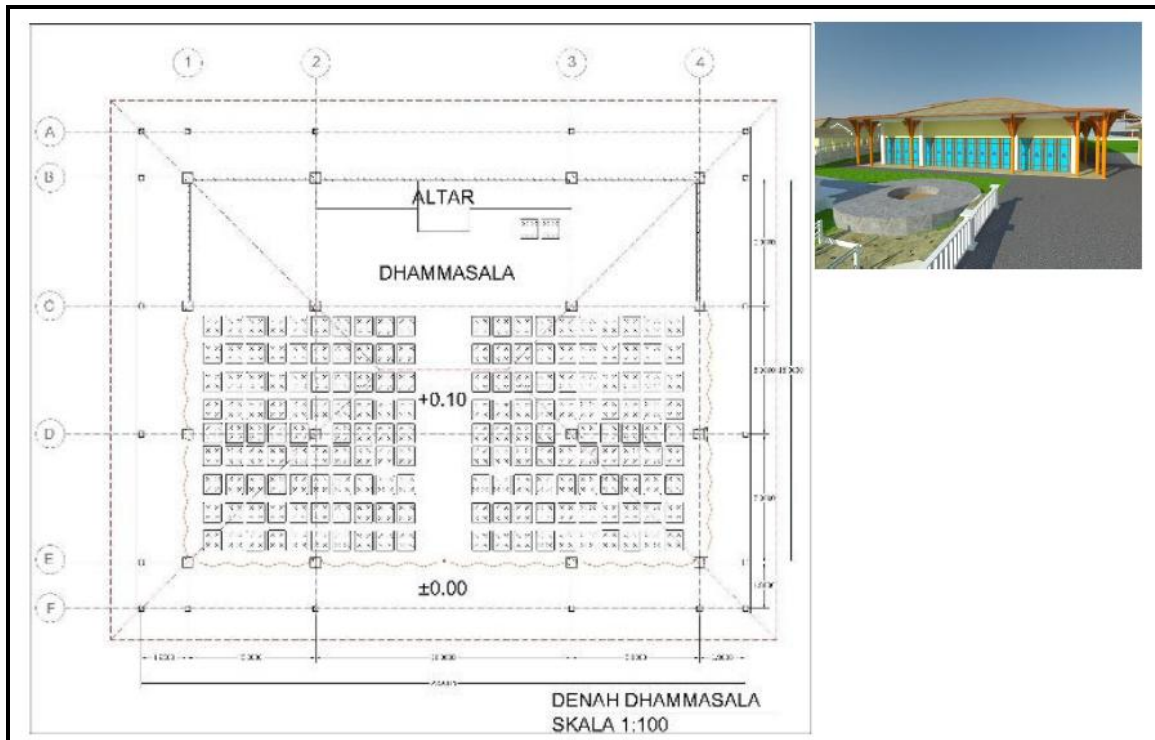 1 2 3 4
A
B
ALTAR
DHAMMASALA
C
+0.10
D
E
±0.00
F
DENAH DHAMMASALA
SKALA 1:100